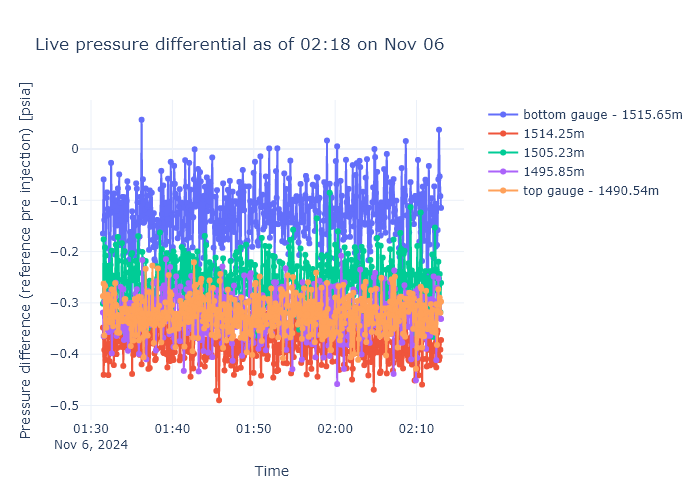 Live pressure differential as of 02:18 on Nov 06
Pressure difference (reference pre injection) [psia]
0
−0.1
−0.2
−0.3
−0.4
−0.5
01:30
01:40
01:50
02:00
02:10
Nov 6, 2024
Time
bottom gauge - 1515.65m
1514.25m
1505.23m
1495.85m
top gauge - 1490.54m